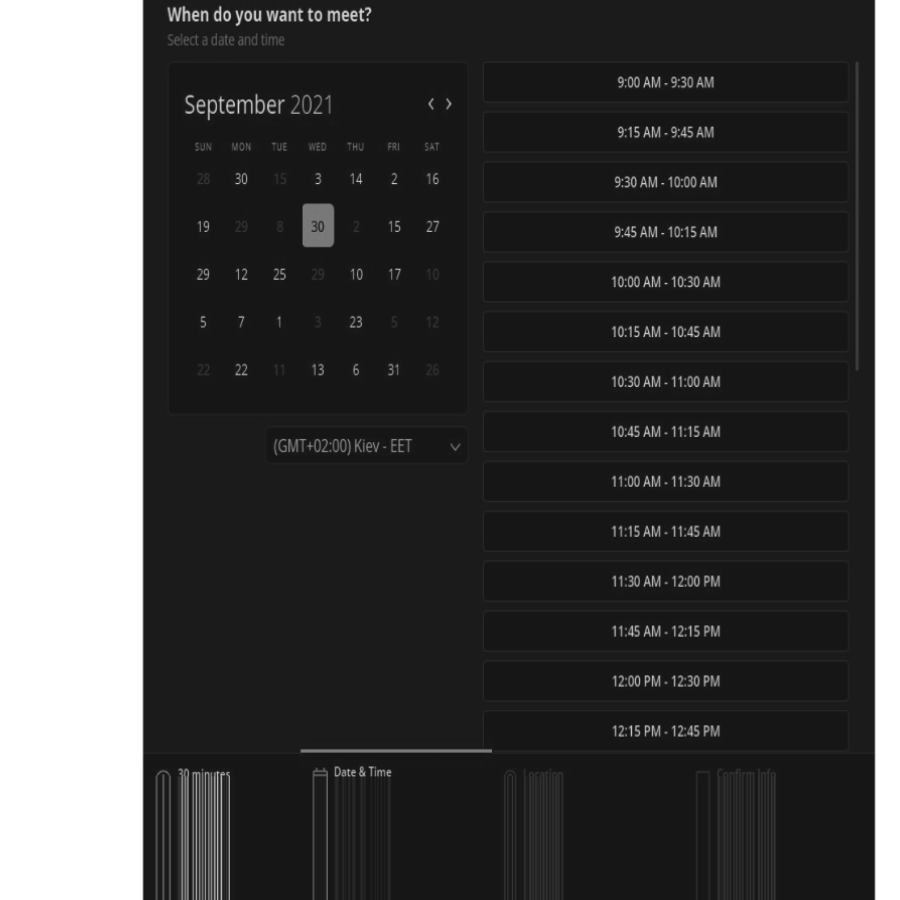 When do you want to meet?
Select a date and time
September 2021
SUN MON TUE WED THU FRI SAT
28 30 15 3 14 2 16
19 29 8 30 2 15 27
29 12 25 29 10 17 10
5 7 1 3 23 5 12
22 22 11 13 6 31 26
(GMT+02:00) Kiev - EET
9:00 AM - 9:30 AM
9:15 AM - 9:45 AM
9:30 AM - 10:00 AM
9:45 AM - 10:15 AM
10:00 AM - 10:30 AM
10:15 AM - 10:45 AM
10:30 AM - 11:00 AM
10:45 AM - 11:15 AM
11:00 AM - 11:30 AM
11:15 AM - 11:45 AM
11:30 AM - 12:00 PM
11:45 AM - 12:15 PM
12:00 PM - 12:30 PM
12:15 PM - 12:45 PM
30 minutes Date & Time Location Confirm Info